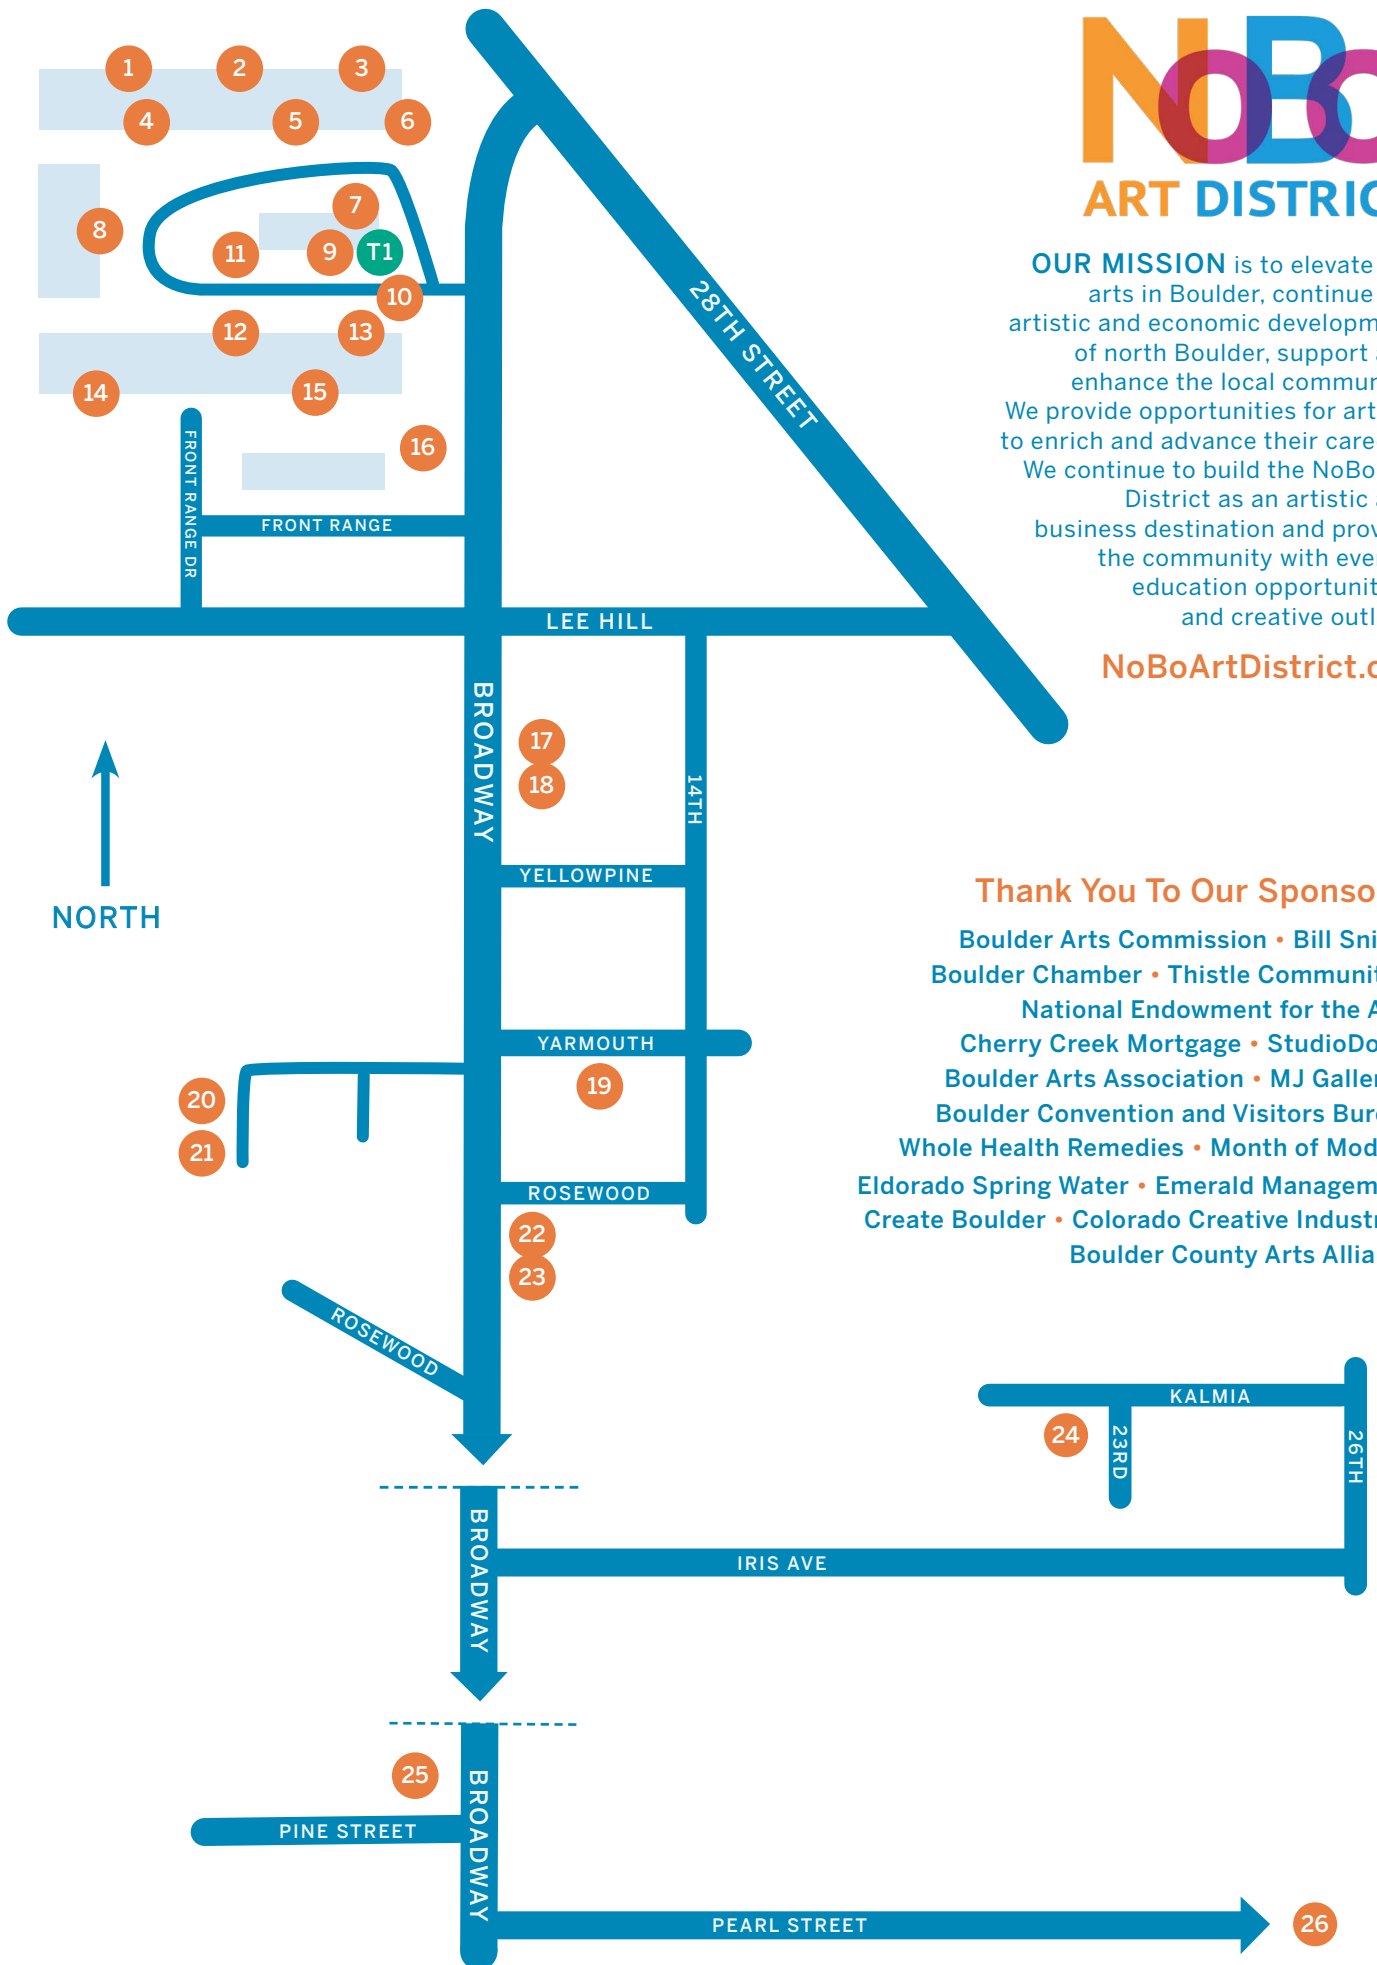 1
2
3
4
5
6
7
8
11
9
T1
10
12
13
14
15
16
FRONT RANGE DR
FRONT RANGE
28TH STREET
LEE HILL
BROADWAY
17
18
14TH
YELLOWPINE
NORTH
YARMOUTH
19
20
21
ROSEWOOD
22
23
ROSEWOOD
KALMIA
24
23RD
26TH
BROADWAY
IRIS AVE
25
BROADWAY
PINE STREET
PEARL STREET
26
NoBo
ART DISTRIC
OUR MISSION is to elevate
arts in Boulder, continue
artistic and economic developm
of north Boulder, support
enhance the local commun
We provide opportunities for art
to enrich and advance their care
We continue to build the NoBo
District as an artistic
business destination and prov
the community with eve
education opportunit
and creative outl
NoBoArtDistrict.c
Thank You To Our Sponso
Boulder Arts Commission • Bill Sni
Boulder Chamber • Thistle Communit
National Endowment for the A
Cherry Creek Mortgage • StudioDo
Boulder Arts Association • MJ Galler
Boulder Convention and Visitors Bur
Whole Health Remedies • Month of Mod
Eldorado Spring Water • Emerald Managem
Create Boulder • Colorado Creative Industr
Boulder County Arts Allia